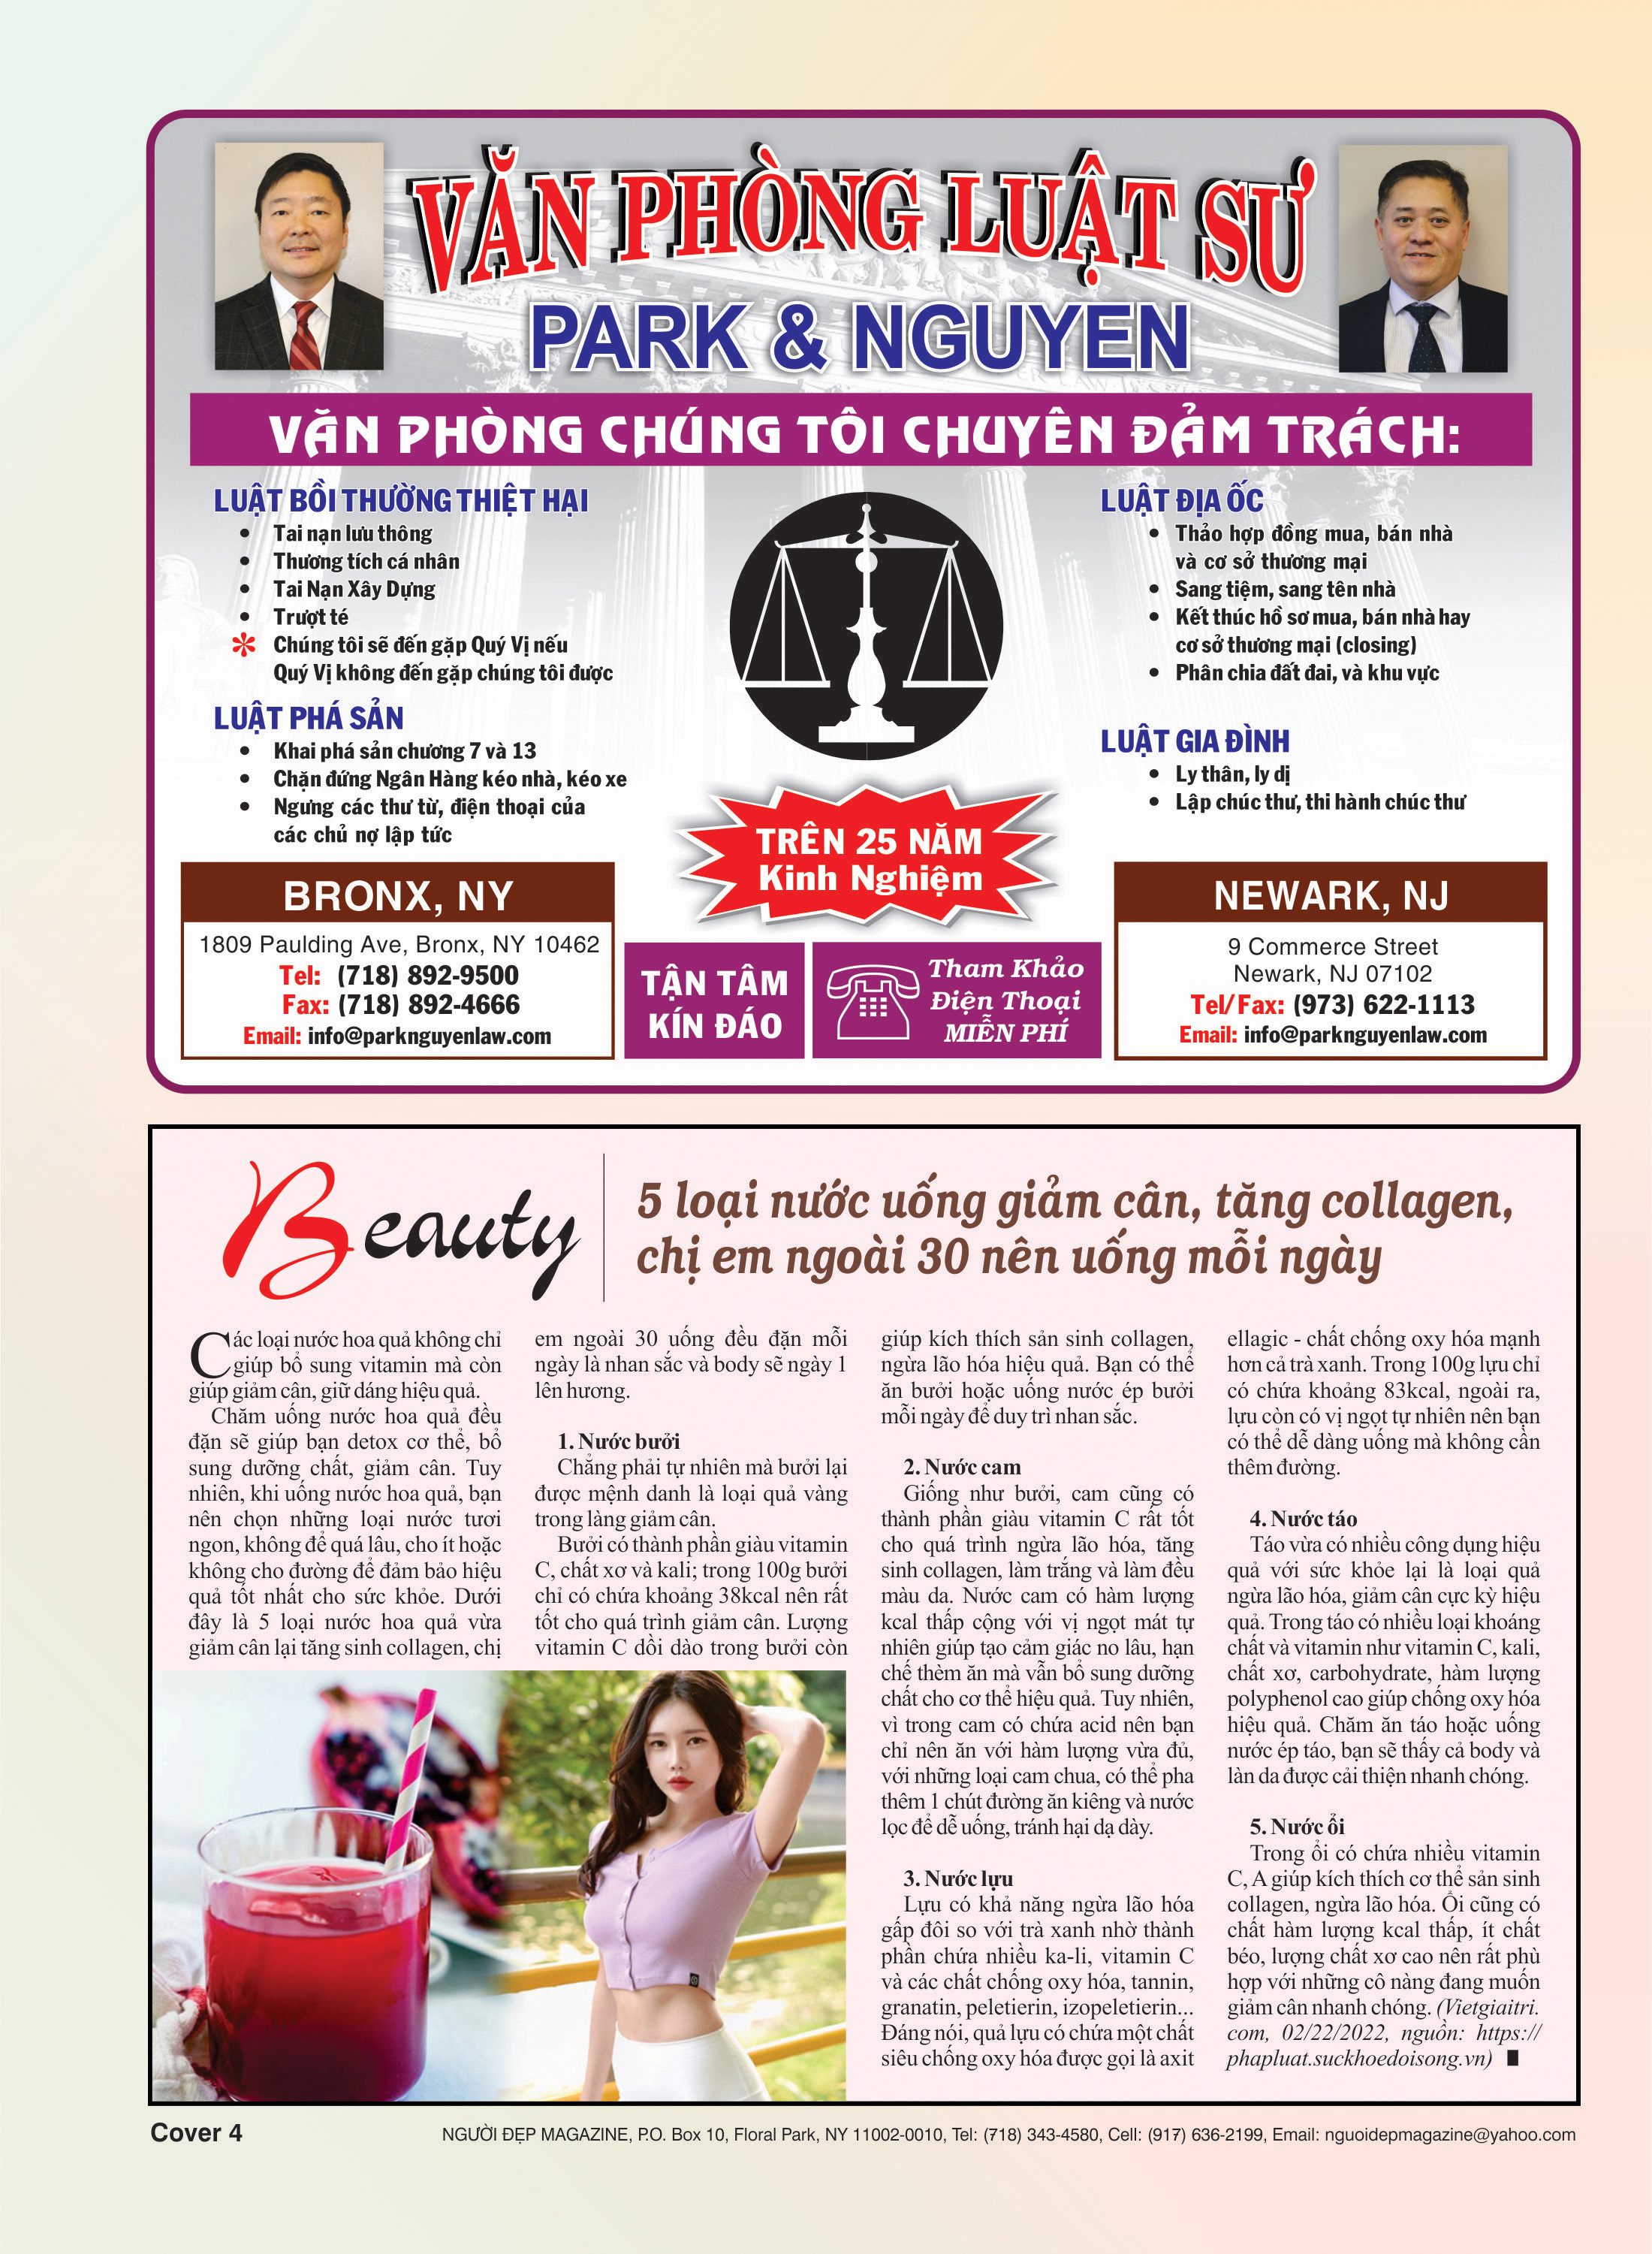 VĂN PHÒNG LUẬT SƯ
PARK & NGUYEN
VĂN PHÒNG CHÚNG TÔI CHUYÊN ĐẢM TRÁCH:
LUẬT BỒI THƯỜNG THIỆT HẠI
• Tai nạn lưu thông
• Thương tích cá nhân
• Tai Nạn Xây Dựng
• Trượt té
* Chúng tôi sẽ đến gặp Quý Vị nếu
Quý Vị không đến gặp chúng tôi được
LUẬT PHÁ SẢN
• Khai phá sản chương 7 và 13
• Chặn đứng Ngân Hàng kéo nhà, kéo xe
• Ngưng các thư từ, điện thoại của
các chủ nợ lập tức
LUẬT ĐỊA ỐC
• Thảo hợp đồng mua, bán nhà
và cơ sở thương mại
• Sang tiệm, sang tên nhà
• Kết thúc hồ sơ mua, bán nhà hay
cơ sở thương mại (closing)
• Phân chia đất đai, và khu vực
LUẬT GIA ĐÌNH
• Ly thân, ly dị
• Lập chúc thư, thi hành chúc thư
TRÊN 25 NĂM
Kinh Nghiệm
BRONX, NY
1809 Paulding Ave, Bronx, NY 10462
Tel: (718) 892-9500
Fax: (718) 892-4666
Email: info@parknguyenlaw.com
TẬN TÂM
KÍN ĐÁO
Tham Khảo
Điện Thoại
MIỄN PHÍ
NEWARK, NJ
9 Commerce Street
Newark, NJ 07102
Tel/Fax: (973) 622-1113
Email: info@parknguyenlaw.com
Beauty
5 loại nước uống giảm cân, tăng collagen,
chị em ngoài 30 nên uống mỗi ngày
Các loại nước hoa quả không chỉ
giúp bổ sung vitamin mà còn
giúp giảm cân, giữ dáng hiệu quả.
Chăm uống nước hoa quả đều
đặn sẽ giúp bạn detox cơ thể, bổ
sung dưỡng chất, giảm cân. Tuy
nhiên, khi uống nước hoa quả, bạn
nên chọn những loại nước tươi
ngon, không để quá lâu, cho ít hoặc
không cho đường để đảm bảo hiệu
quả tốt nhất cho sức khỏe. Dưới
đây là 5 loại nước hoa quả vừa
giảm cân lại tăng sinh collagen, chị
em ngoài 30 uống đều đặn mỗi
ngày là nhan sắc và body sẽ ngày 1
lên hương.
1. Nước bưởi
Chẳng phải tự nhiên mà bưởi lại
được mệnh danh là loại quả vàng
trong làng giảm cân.
Bưởi có thành phần giàu vitamin
C, chất xơ và kali; trong 100g bưởi
chỉ có chứa khoảng 38kcal nên rất
tốt cho quá trình giảm cân. Lượng
vitamin C dồi dào trong bưởi còn
giúp kích thích sản sinh collagen,
ngừa lão hóa hiệu quả. Bạn có thể
ăn bưởi hoặc uống nước ép bưởi
mỗi ngày để duy trì nhan sắc.
2. Nước cam
Giống như bưởi, cam cũng có
thành phần giàu vitamin C rất tốt
cho quá trình ngừa lão hóa, tăng
sinh collagen, làm trắng và làm đều
màu da. Nước cam có hàm lượng
kcal thấp cộng với vị ngọt mát tự
nhiên giúp tạo cảm giác no lâu, hạn
chế thèm ăn mà vẫn bổ sung dưỡng
chất cho cơ thể hiệu quả. Tuy nhiên,
vì trong cam có chứa acid nên bạn
chỉ nên ăn với hàm lượng vừa đủ,
với những loại cam chua, có thể pha
thêm 1 chút đường ăn kiêng và nước
lọc để dễ uống, tránh hại dạ dày.
3. Nước lựu
Lựu có khả năng ngừa lão hóa
gấp đôi so với trà xanh nhờ thành
phần chứa nhiều ka-li, vitamin C
và các chất chống oxy hóa, tannin,
granatin, peletierin, izopeletierin...
Đáng nói, quả lựu có chứa một chất
siêu chống oxy hóa được gọi là axit
ellagic - chất chống oxy hóa mạnh
hơn cả trà xanh. Trong 100g lựu chỉ
có chứa khoảng 83kcal, ngoài ra,
lựu còn có vị ngọt tự nhiên nên bạn
có thể dễ dàng uống mà không cần
thêm đường.
4. Nước táo
Táo vừa có nhiều công dụng hiệu
quả với sức khỏe lại là loại quả
ngừa lão hóa, giảm cân cực kỳ hiệu
quả. Trong táo có nhiều loại khoáng
chất và vitamin như vitamin C, kali,
chất xơ, carbohydrate, hàm lượng
polyphenol cao giúp chống oxy hóa
hiệu quả. Chăm ăn táo hoặc uống
nước ép táo, bạn sẽ thấy cả body và
làn da được cải thiện nhanh chóng.
5. Nước ổi
Trong ổi có chứa nhiều vitamin
C, A giúp kích thích cơ thể sản sinh
collagen, ngừa lão hóa. Ổi cũng có
chất hàm lượng kcal thấp, ít chất
béo, lượng chất xơ cao nên rất phù
hợp với những cô nàng đang muốn
giảm cân nhanh chóng. (Vietgiaitri.
com, 02/22/2022, nguồn: https://
phapluat.suckhoedoisong.vn) ■
Cover 4
NGƯỜI ĐẸP MAGAZINE, P.O. Box 10, Floral Park, NY 11002-0010, Tel: (718) 343-4580, Cell: (917) 636-2199, Email: nguoidepmagazine@yahoo.com